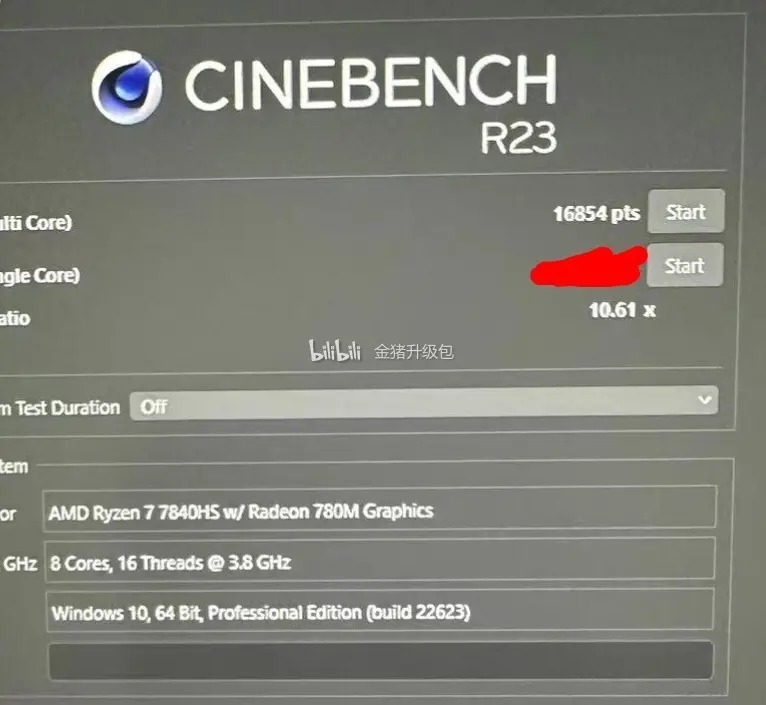 CINEBENCH
R23
ulti Core) 16854 pts Start
ngle Core) Start
atio 10.61 x
bilibili 金猪升级包
m Test Duration Off
tem
or AMD Ryzen 7 7840HS w/ Radeon 780M Graphics
GHz 8 Cores, 16 Threads @ 3.8 GHz
Windows 10, 64 Bit, Professional Edition (build 22623)